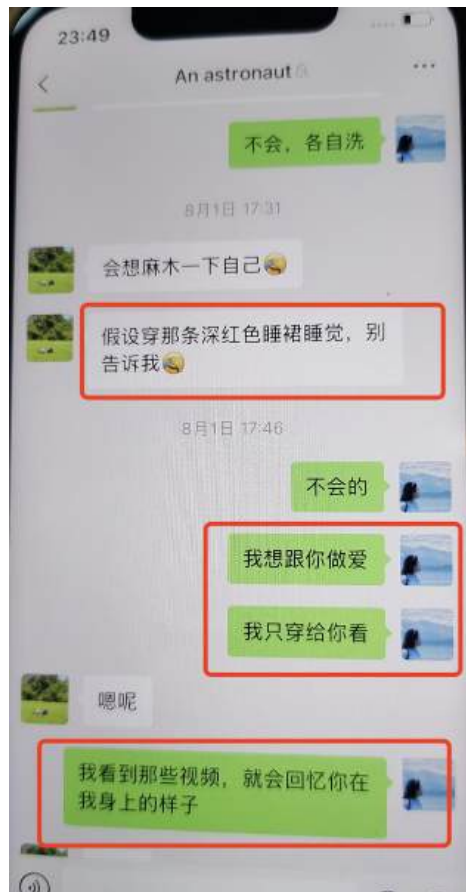 23:49
An astronaut
不会，各自洗
8月1日 17:31
会想麻木一下自己
假设穿那条深红色睡裙睡觉，别
告诉我
8月1日 17:46
不会的
我想跟你做爱
我只穿给你看
嗯呢
我看到那些视频，就会回忆你在
我身上的样子